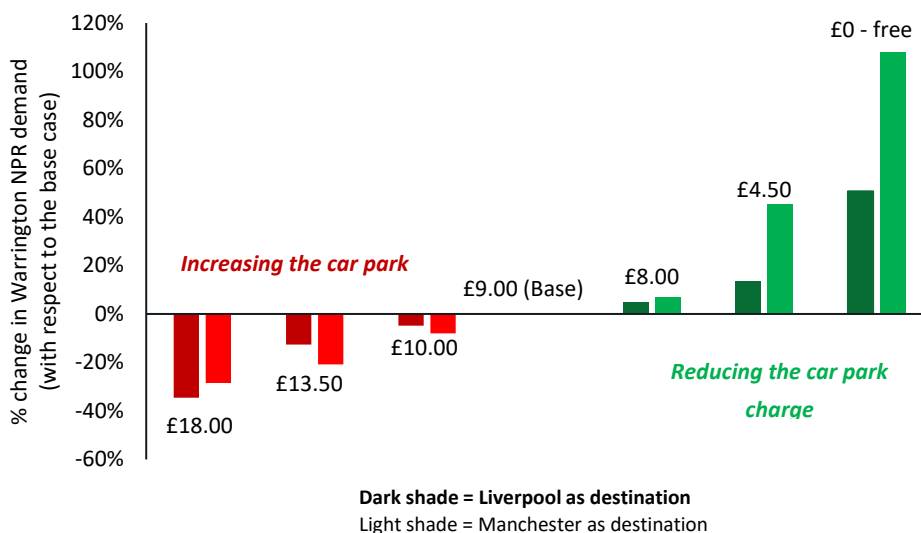 % change in Warrington NPR demand
(with respect to the base case)
120%
100%
80%
60%
40%
20%
0%
-20%
-40%
-60%
Increasing the car park
£18.00
£13.50
£10.00
£9.00 (Base)
£8.00
£4.50
£0 - free
Reducing the car park
charge
Dark shade = Liverpool as destination
Light shade = Manchester as destination